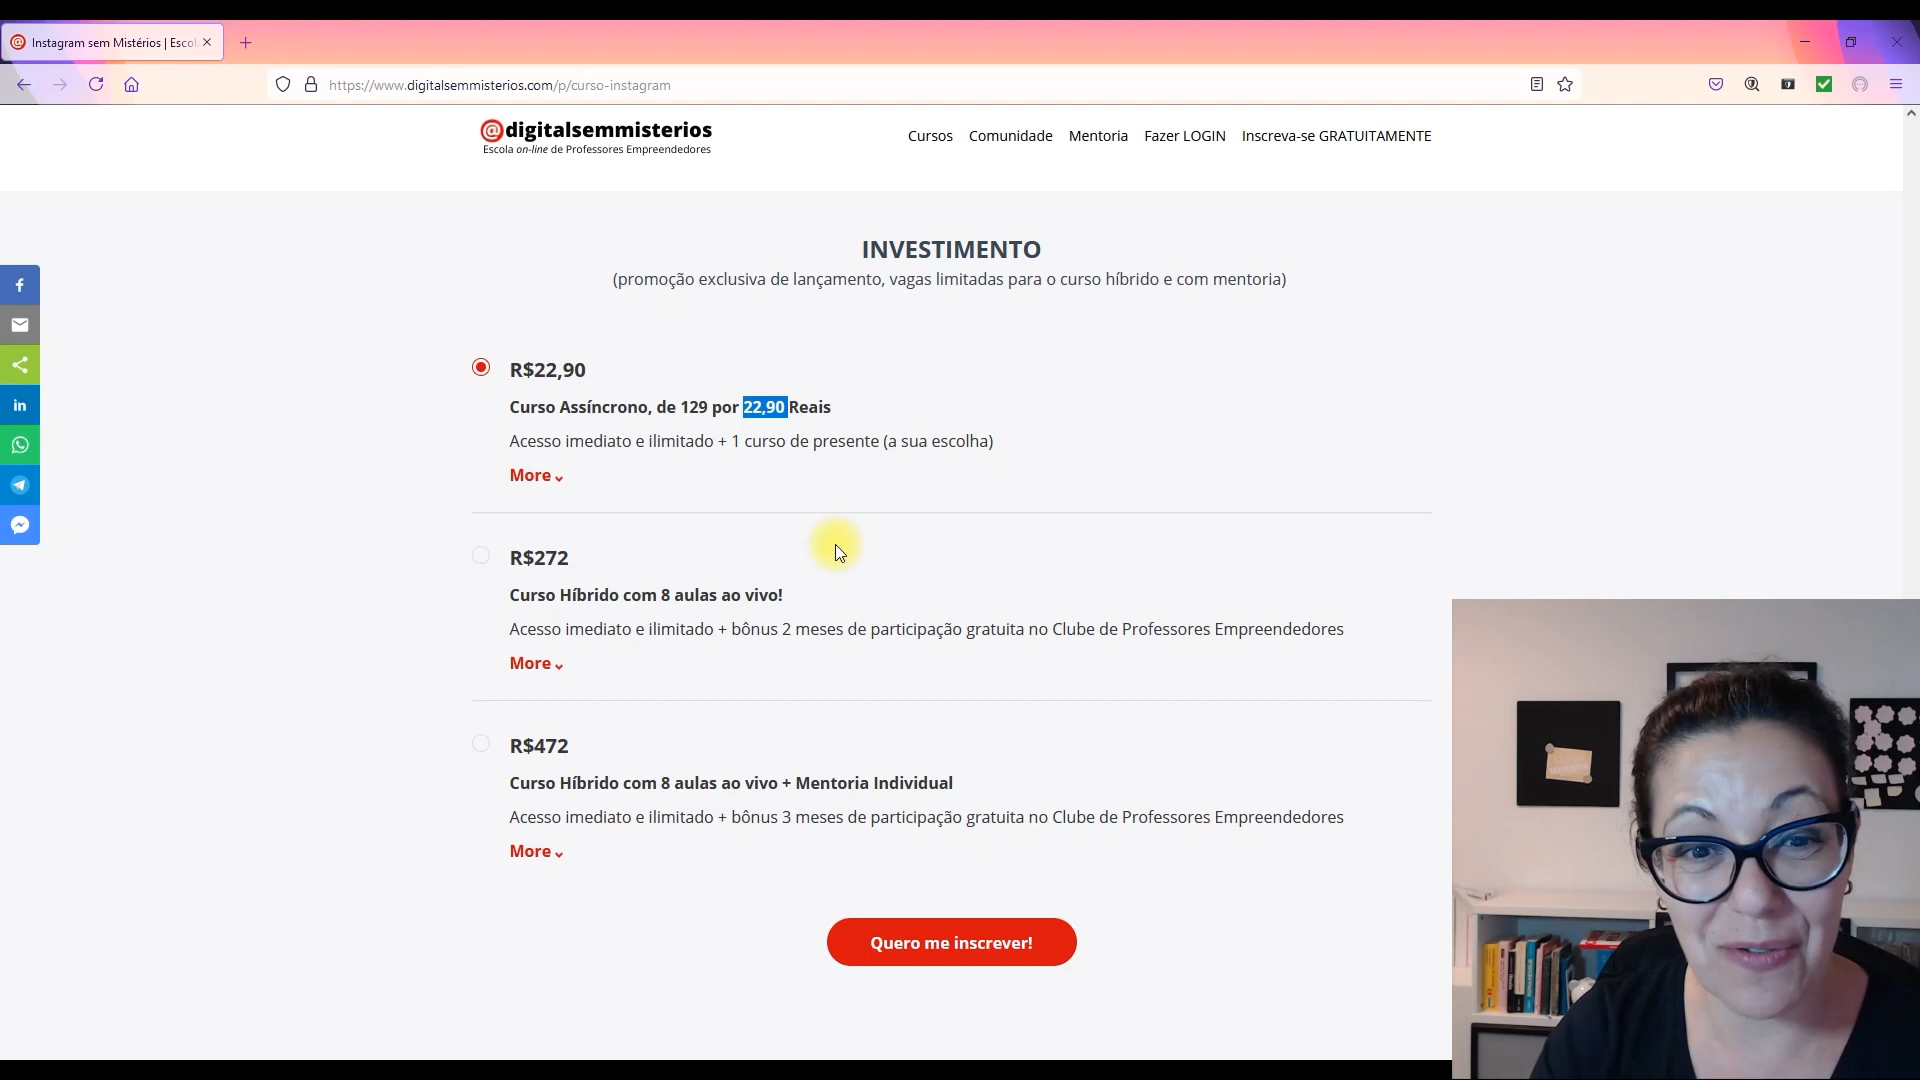 Instagram sem Mistérios | Escol
https://www.digitalsemmisterios.com/p/curso-instagram
@digitalsemmisterios
Escola on-line de Professores Empreendedores
Cursos Comunidade Mentoria Fazer LOGIN Inscreva-se GRATUITAMENTE
INVESTIMENTO
(promoção exclusiva de lançamento, vagas limitadas para o curso híbrido e com mentoria)
R$22,90
Curso Assíncrono, de 129 por 22,90 Reais
Acesso imediato e ilimitado + 1 curso de presente (a sua escolha)
More
R$272
Curso Híbrido com 8 aulas ao vivo!
Acesso imediato e ilimitado + bônus 2 meses de participação gratuita no Clube de Professores Empreendedores
More
R$472
Curso Híbrido com 8 aulas ao vivo + Mentoria Individual
Acesso imediato e ilimitado + bônus 3 meses de participação gratuita no Clube de Professores Empreendedores
More
Quero me inscrever!